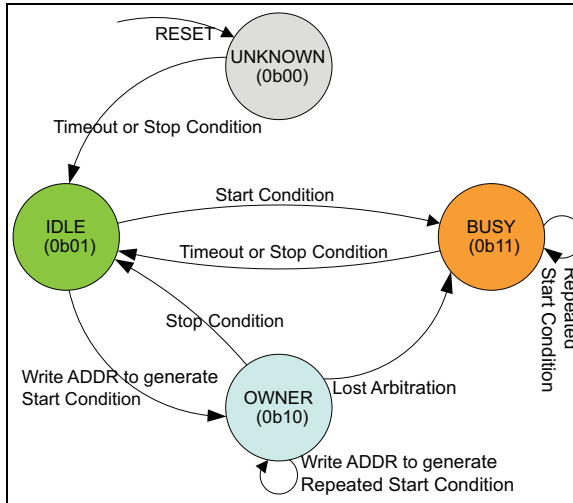 RESET
UNKNOWN
(0b00)
Timeout or Stop Condition
IDLE
(0b01)
Start Condition
BUSY
(0b11)
Timeout or Stop Condition
Repeated
Start Condition
Stop Condition
Write ADDR to generate
Start Condition
OWNER
(0b10)
Lost Arbitration
Write ADDR to generate
Repeated Start Condition